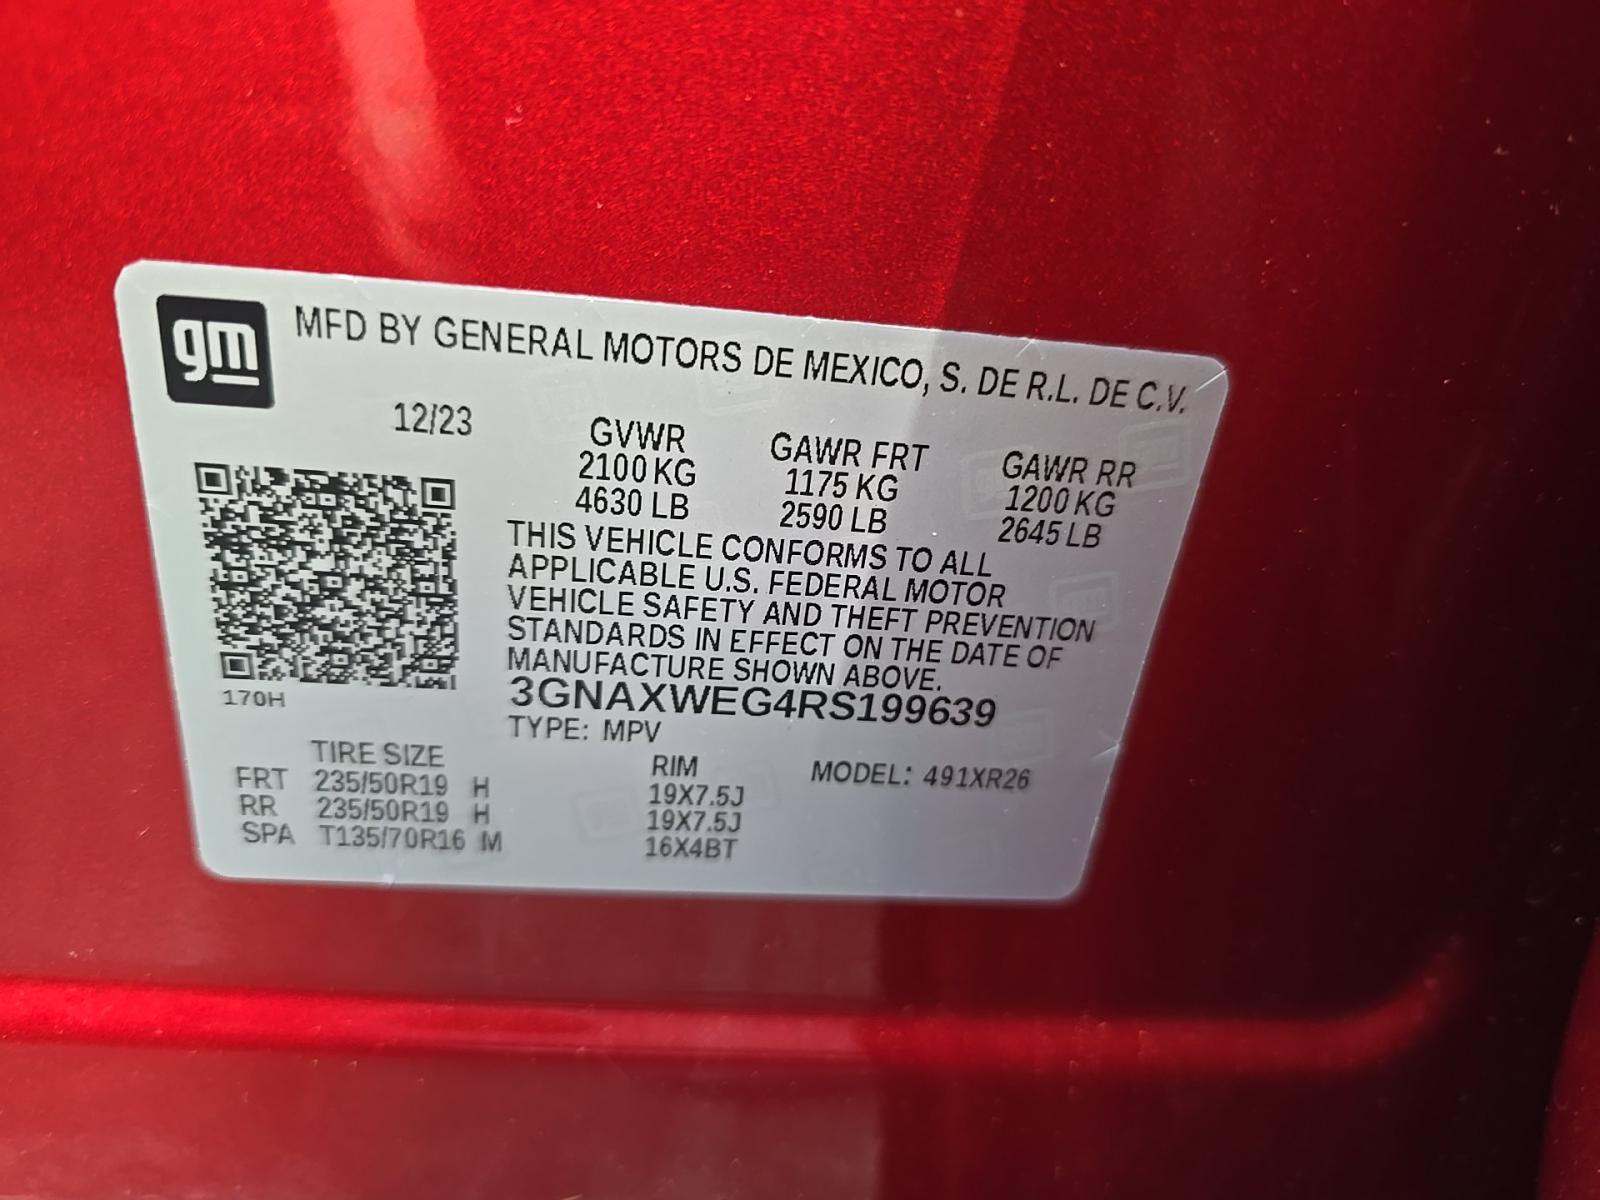 gm
MFD BY GENERAL MOTORS DE MEXICO, S. DE R.L. DE C.V.
12/23
GVWR GAWR FRT GAWR RR
2100 KG 1175 KG 1200 KG
4630 LB 2590 LB 2645 LB
THIS VEHICLE CONFORMS TO ALL
APPLICABLE U.S. FEDERAL MOTOR
VEHICLE SAFETY AND THEFT PREVENTION
STANDARDS IN EFFECT ON THE DATE OF
MANUFACTURE SHOWN ABOVE.
170H
3GNAXWEG4RS199639
TYPE: MPV
TIRE SIZE RIM MODEL: 491XR26
FRT 235/50R19 H 19X7.5J
RR 235/50R19 H 19X7.5J
SPA T135/70R16 M 16X4BT